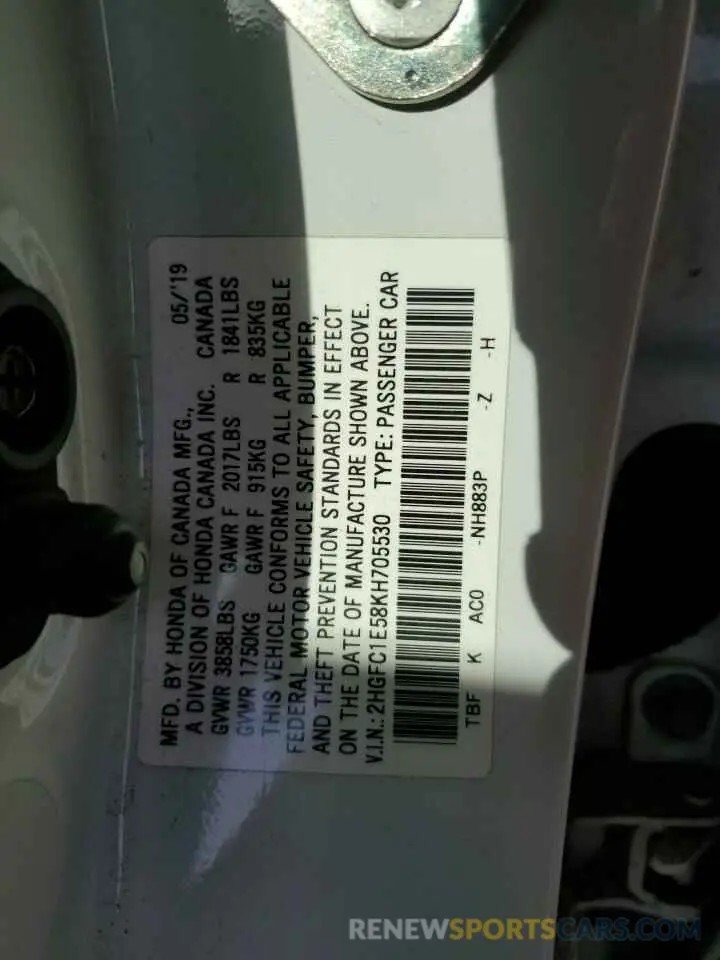 MFD. BY HONDA OF CANADA MFG., 05/'19
A DIVISION OF HONDA CANADA INC. CANADA
GVWR 3858LBS GAWR F 2017LBS R 1841LBS
GVWR 1750KG GAWR F 915KG R 835KG
THIS VEHICLE CONFORMS TO ALL APPLICABLE
FEDERAL MOTOR VEHICLE SAFETY, BUMPER,
AND THEFT PREVENTION STANDARDS IN EFFECT
ON THE DATE OF MANUFACTURE SHOWN ABOVE.
V.I.N.: 2HGFC1E58KH705530 TYPE: PASSENGER CAR
TBF K AC0 -NH883P -Z -H
RENEWSPORTSCARS.COM